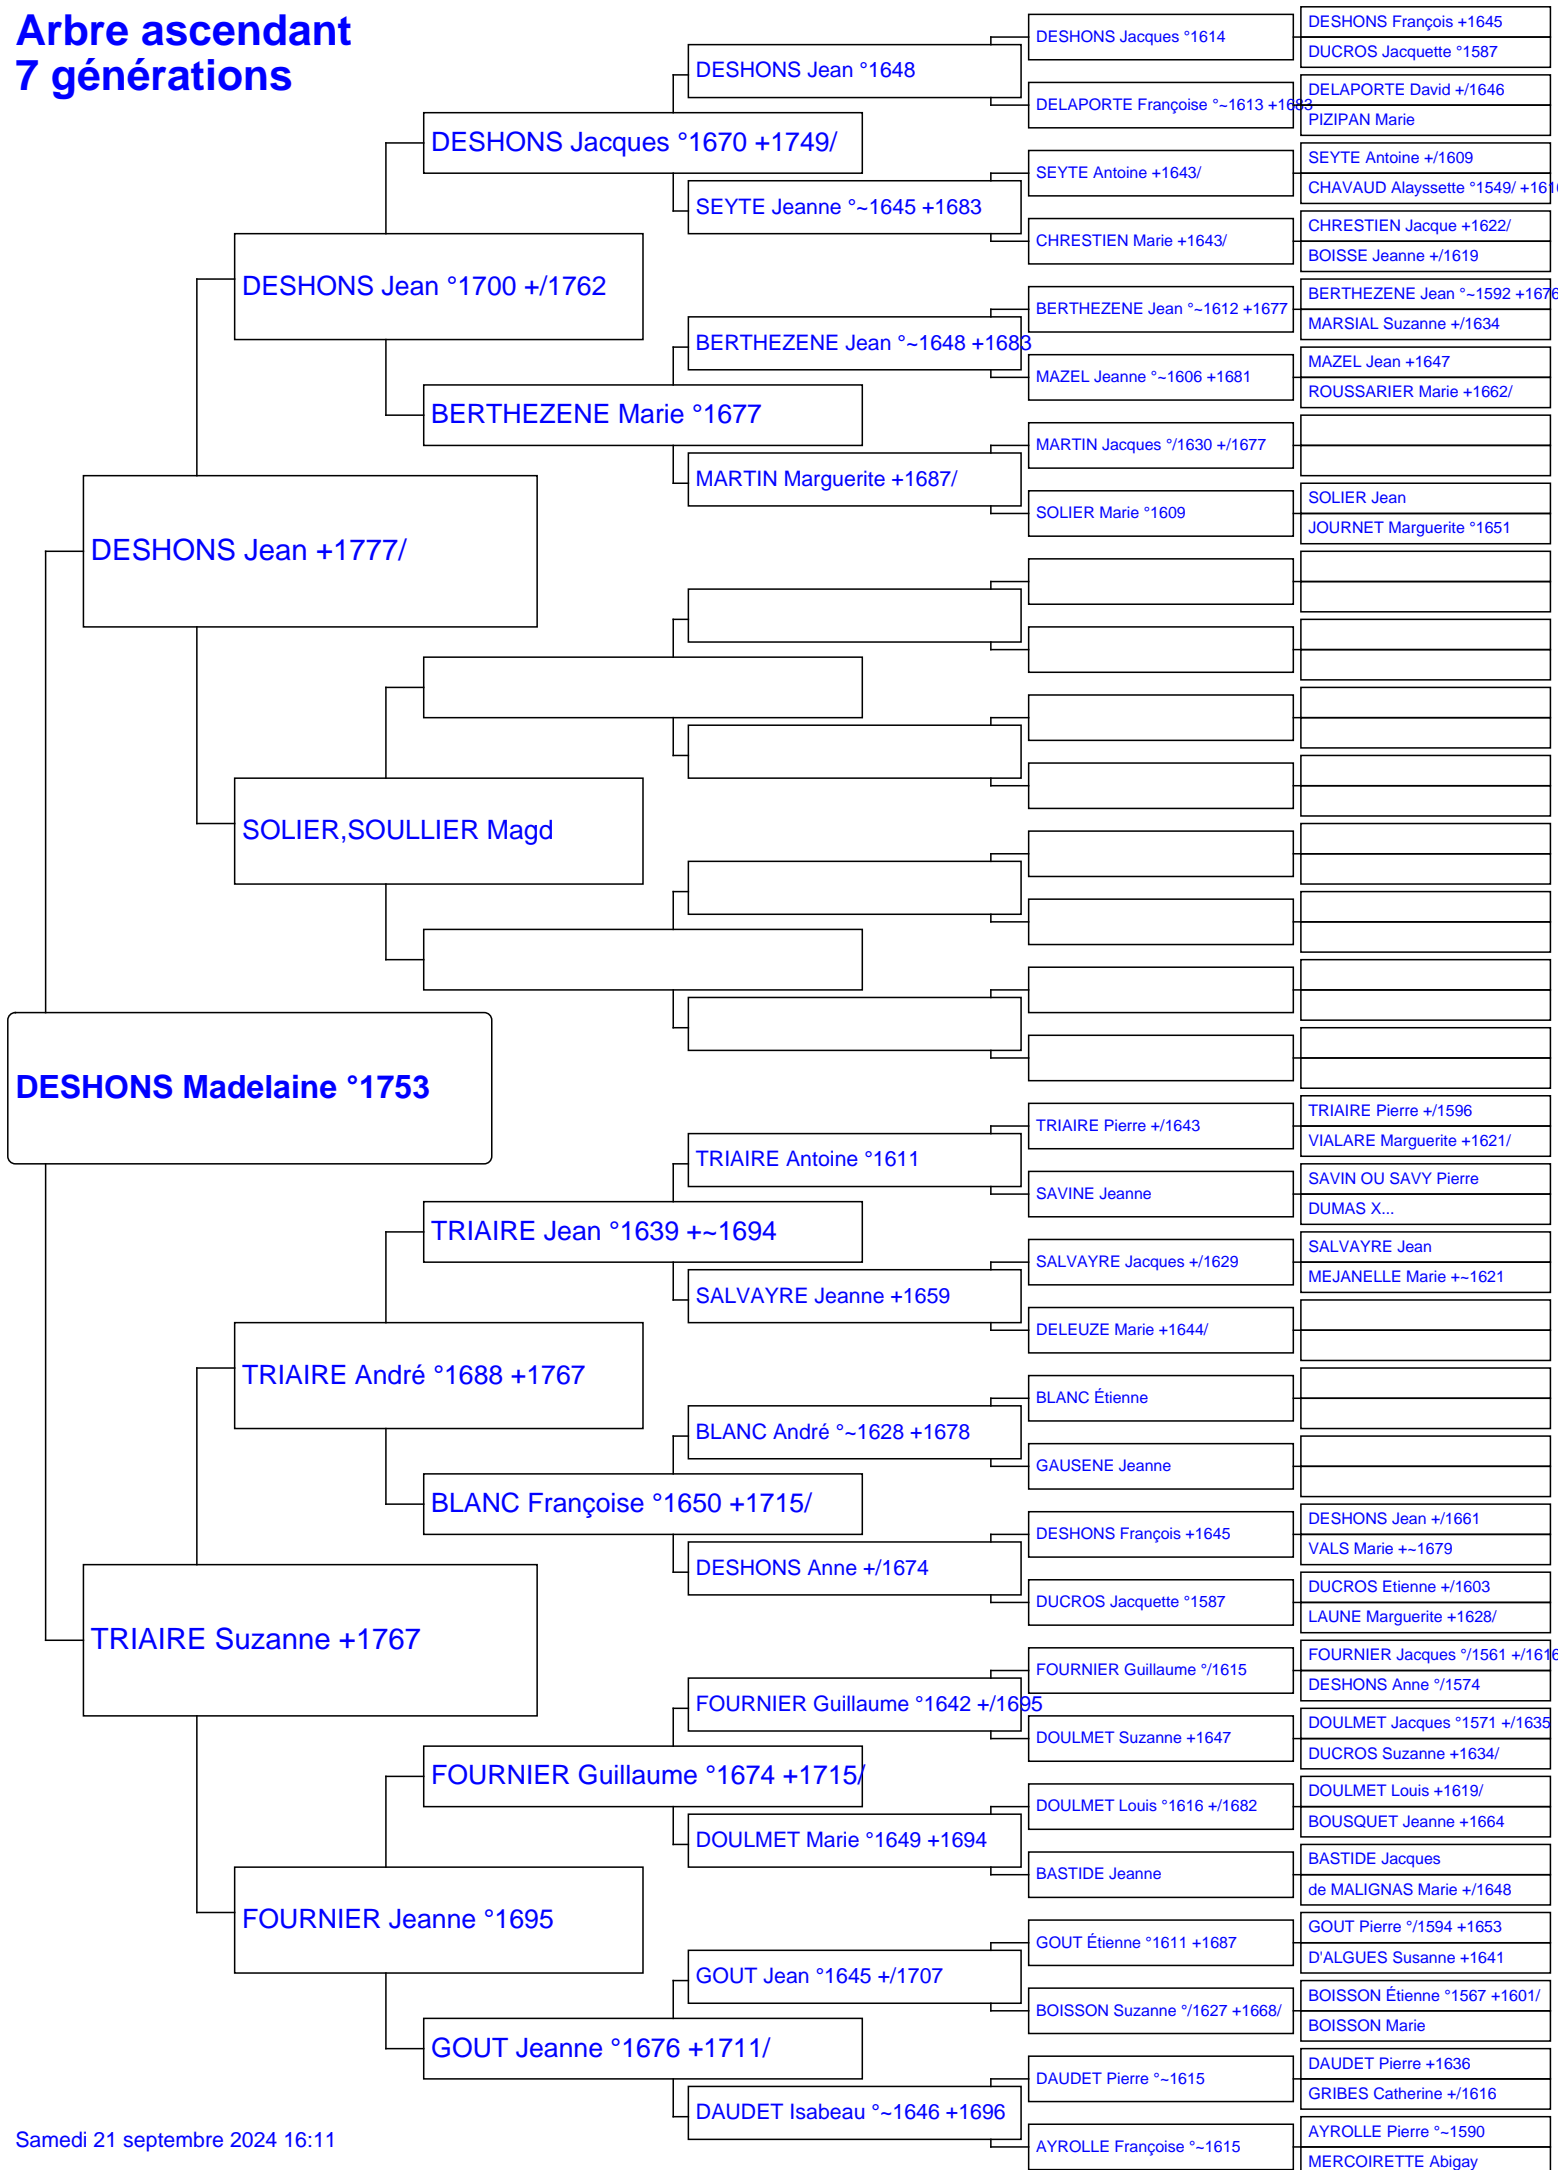 Arbre ascendant
7 générations
DESHONS Madelaine °1753
DESHONS Jean +1777/
TRIAIRE Suzanne +1767
DESHONS Jean °1700 +/1762
SOLIER,SOULLIER Magd
TRIAIRE André °1688 +1767
FOURNIER Jeanne °1695
DESHONS Jacques °1670 +1749/
BERTHEZENE Marie °1677
TRIAIRE Jean °1639 +~1694
BLANC Françoise °1650 +1715/
FOURNIER Guillaume °1674 +1715/
GOUT Jeanne °1676 +1711/
DESHONS Jean °1648
SEYTE Jeanne °~1645 +1683
BERTHEZENE Jean °~1648 +1683
MARTIN Marguerite +1687/
TRIAIRE Antoine °1611
SALVAYRE Jeanne +1659
BLANC André °~1628 +1678
DESHONS Anne +/1674
FOURNIER Guillaume °1642 +/1695
DOULMET Marie °1649 +1694
GOUT Jean °1645 +/1707
DAUDET Isabeau °~1646 +1696
DESHONS Jacques °1614
DELAPORTE Françoise °~1613 +1683
SEYTE Antoine +1643/
CHRESTIEN Marie +1643/
BERTHEZENE Jean °~1612 +1677
MAZEL Jeanne °~1606 +1681
MARTIN Jacques °/1630 +/1677
SOLIER Marie °1609
TRIAIRE Pierre +/1643
SAVINE Jeanne
SALVAYRE Jacques +/1629
DELEUZE Marie +1644/
BLANC Étienne
GAUSENE Jeanne
DESHONS François +1645
DUCROS Jacquette °1587
FOURNIER Guillaume °/1615
DOULMET Suzanne +1647
DOULMET Louis °1616 +/1682
BASTIDE Jeanne
GOUT Étienne °1611 +1687
BOISSON Suzanne °/1627 +1668/
DAUDET Pierre °~1615
AYROLLE Françoise °~1615
DESHONS François +1645
DUCROS Jacquette °1587
DELAPORTE David +/1646
PIZIPAN Marie
SEYTE Antoine +/1609
CHAVAUD Alayssette °1549/ +161
CHRESTIEN Jacque +1622/
BOISSE Jeanne +/1619
BERTHEZENE Jean °~1592 +1676
MARSIAL Suzanne +/1634
MAZEL Jean +1647
ROUSSARIER Marie +1662/
SOLIER Jean
JOURNET Marguerite °1651
TRIAIRE Pierre +/1596
VIALARE Marguerite +1621/
SAVIN OU SAVY Pierre
DUMAS X...
SALVAYRE Jean
MEJANELLE Marie +~1621
DESHONS Jean +/1661
VALS Marie +~1679
DUCROS Etienne +/1603
LAUNE Marguerite +1628/
FOURNIER Jacques °/1561 +/1616
DESHONS Anne °/1574
DOULMET Jacques °1571 +/1635
DUCROS Suzanne +1634/
DOULMET Louis +1619/
BOUSQUET Jeanne +1664
BASTIDE Jacques
de MALIGNAS Marie +/1648
GOUT Pierre °/1594 +1653
D'ALGUES Susanne +1641
BOISSON Étienne °1567 +1601/
BOISSON Marie
DAUDET Pierre +1636
GRIBES Catherine +/1616
AYROLLE Pierre °~1590
MERCOIRETTE Abigay
Samedi 21 septembre 2024 16:11